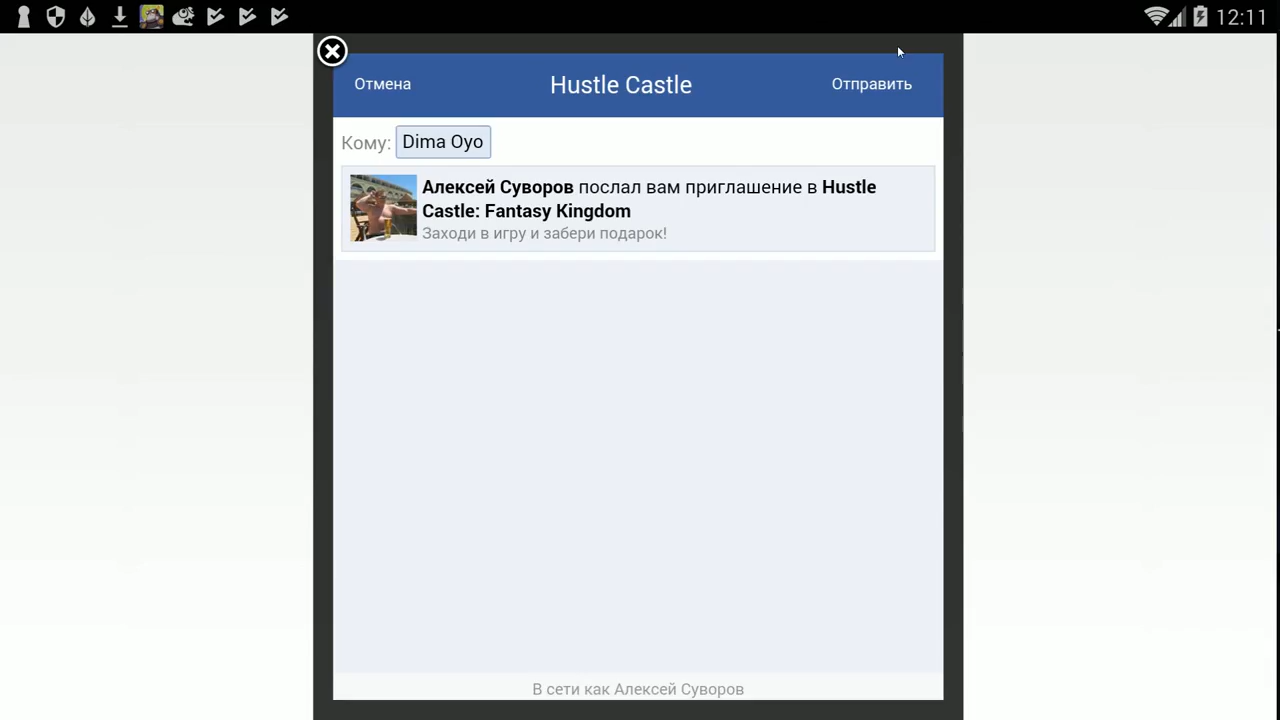 12:11
Отмена Hustle Castle Отправить
Кому: Dima Oyo
Алексей Суворов послал вам приглашение в Hustle
Castle: Fantasy Kingdom
Заходи в игру и забери подарок!
В сети как Алексей Суворов